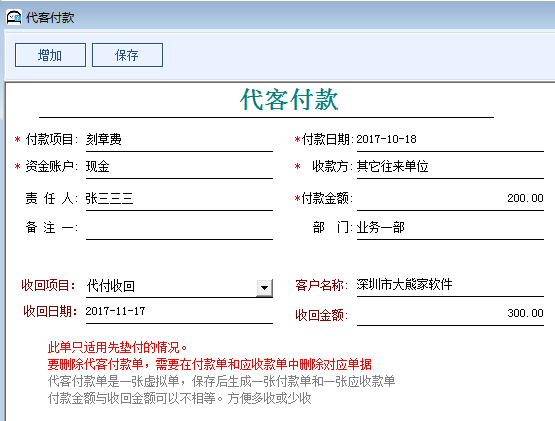 代客付款
增加 保存
代客付款
* 付款项目: 刻章费 *付款日期: 2017-10-18
* 资金账户: 现金 * 收款方: 其它往来单位
责 任 人: 张三三三 *付款金额: 200.00
备 注 一: 部 门: 业务一部
收回项目: 代付收回 客户名称: 深圳市大熊家软件
收回日期: 2017-11-17 收回金额: 300.00
此单只适用先垫付的情况。
要删除代客付款单，需要在付款单和应收款单中删除对应单据
代客付款单是一张虚拟单，保存后生成一张付款单和一张应收款单
付款金额与收回金额可以不相等。方便多收或少收